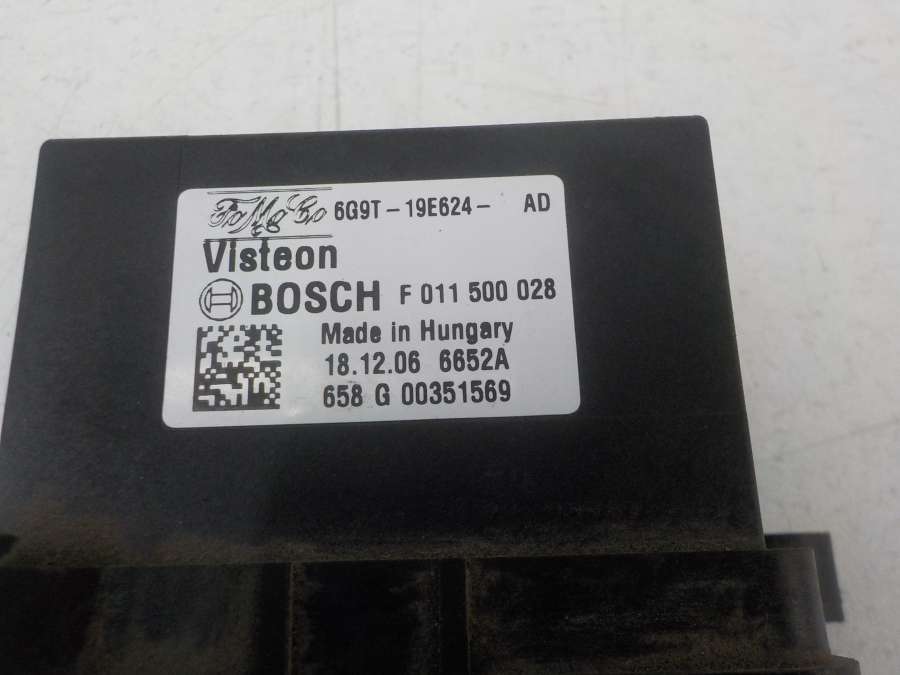 FoMoCo 6G9T-19E624- AD
Visteon
BOSCH F 011 500 028
Made in Hungary
18.12.06 6652A
658 G 00351569